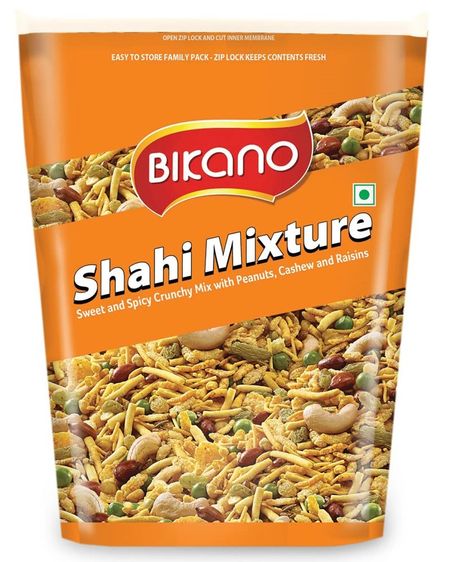 OPEN ZIP LOCK AND CUT INNER MEMBRANE
EASY TO STORE FAMILY PACK - ZIP LOCK KEEPS CONTENTS FRESH
BIKANO
Shahi Mixture
Sweet and Spicy Crunchy Mix with Peanuts, Cashew and Raisins